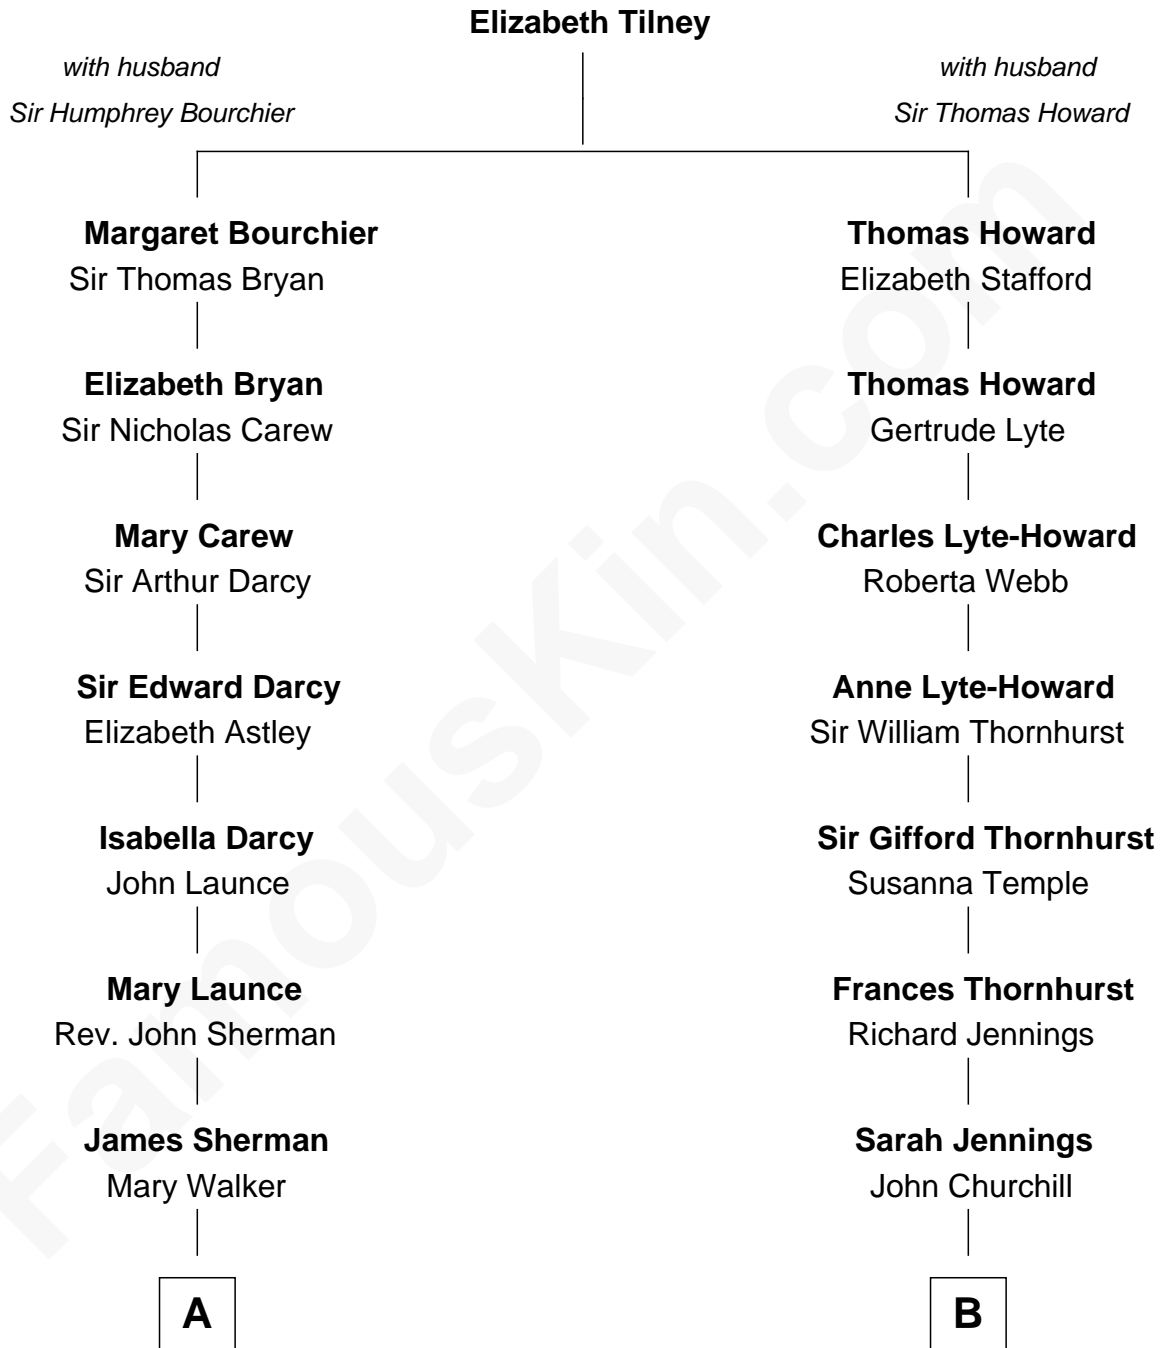 Elizabeth Tilney
with husband
Sir Humphrey Bourchier
with husband
Sir Thomas Howard
Margaret Bourchier
Sir Thomas Bryan
Thomas Howard
Elizabeth Stafford
Elizabeth Bryan
Sir Nicholas Carew
Thomas Howard
Gertrude Lyte
Mary Carew
Sir Arthur Darcy
Charles Lyte-Howard
Roberta Webb
Sir Edward Darcy
Elizabeth Astley
Anne Lyte-Howard
Sir William Thornhurst
Isabella Darcy
John Launce
Sir Gifford Thornhurst
Susanna Temple
Mary Launce
Rev. John Sherman
Frances Thornhurst
Richard Jennings
James Sherman
Mary Walker
Sarah Jennings
John Churchill
A
B
FamousKin.com